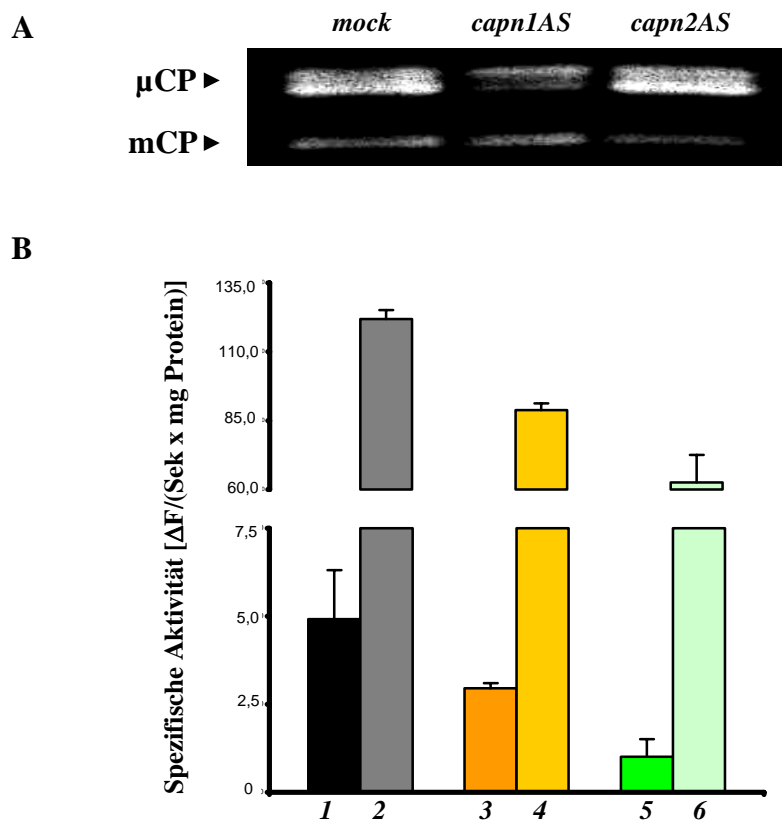 A
mock capn1AS capn2AS
µCP
mCP
B
Spezifische Aktivität [ΔF/(Sek x mg Protein)]
135,0
110,0
85,0
60,0
7,5
5,0
2,5
0
1 2 3 4 5 6